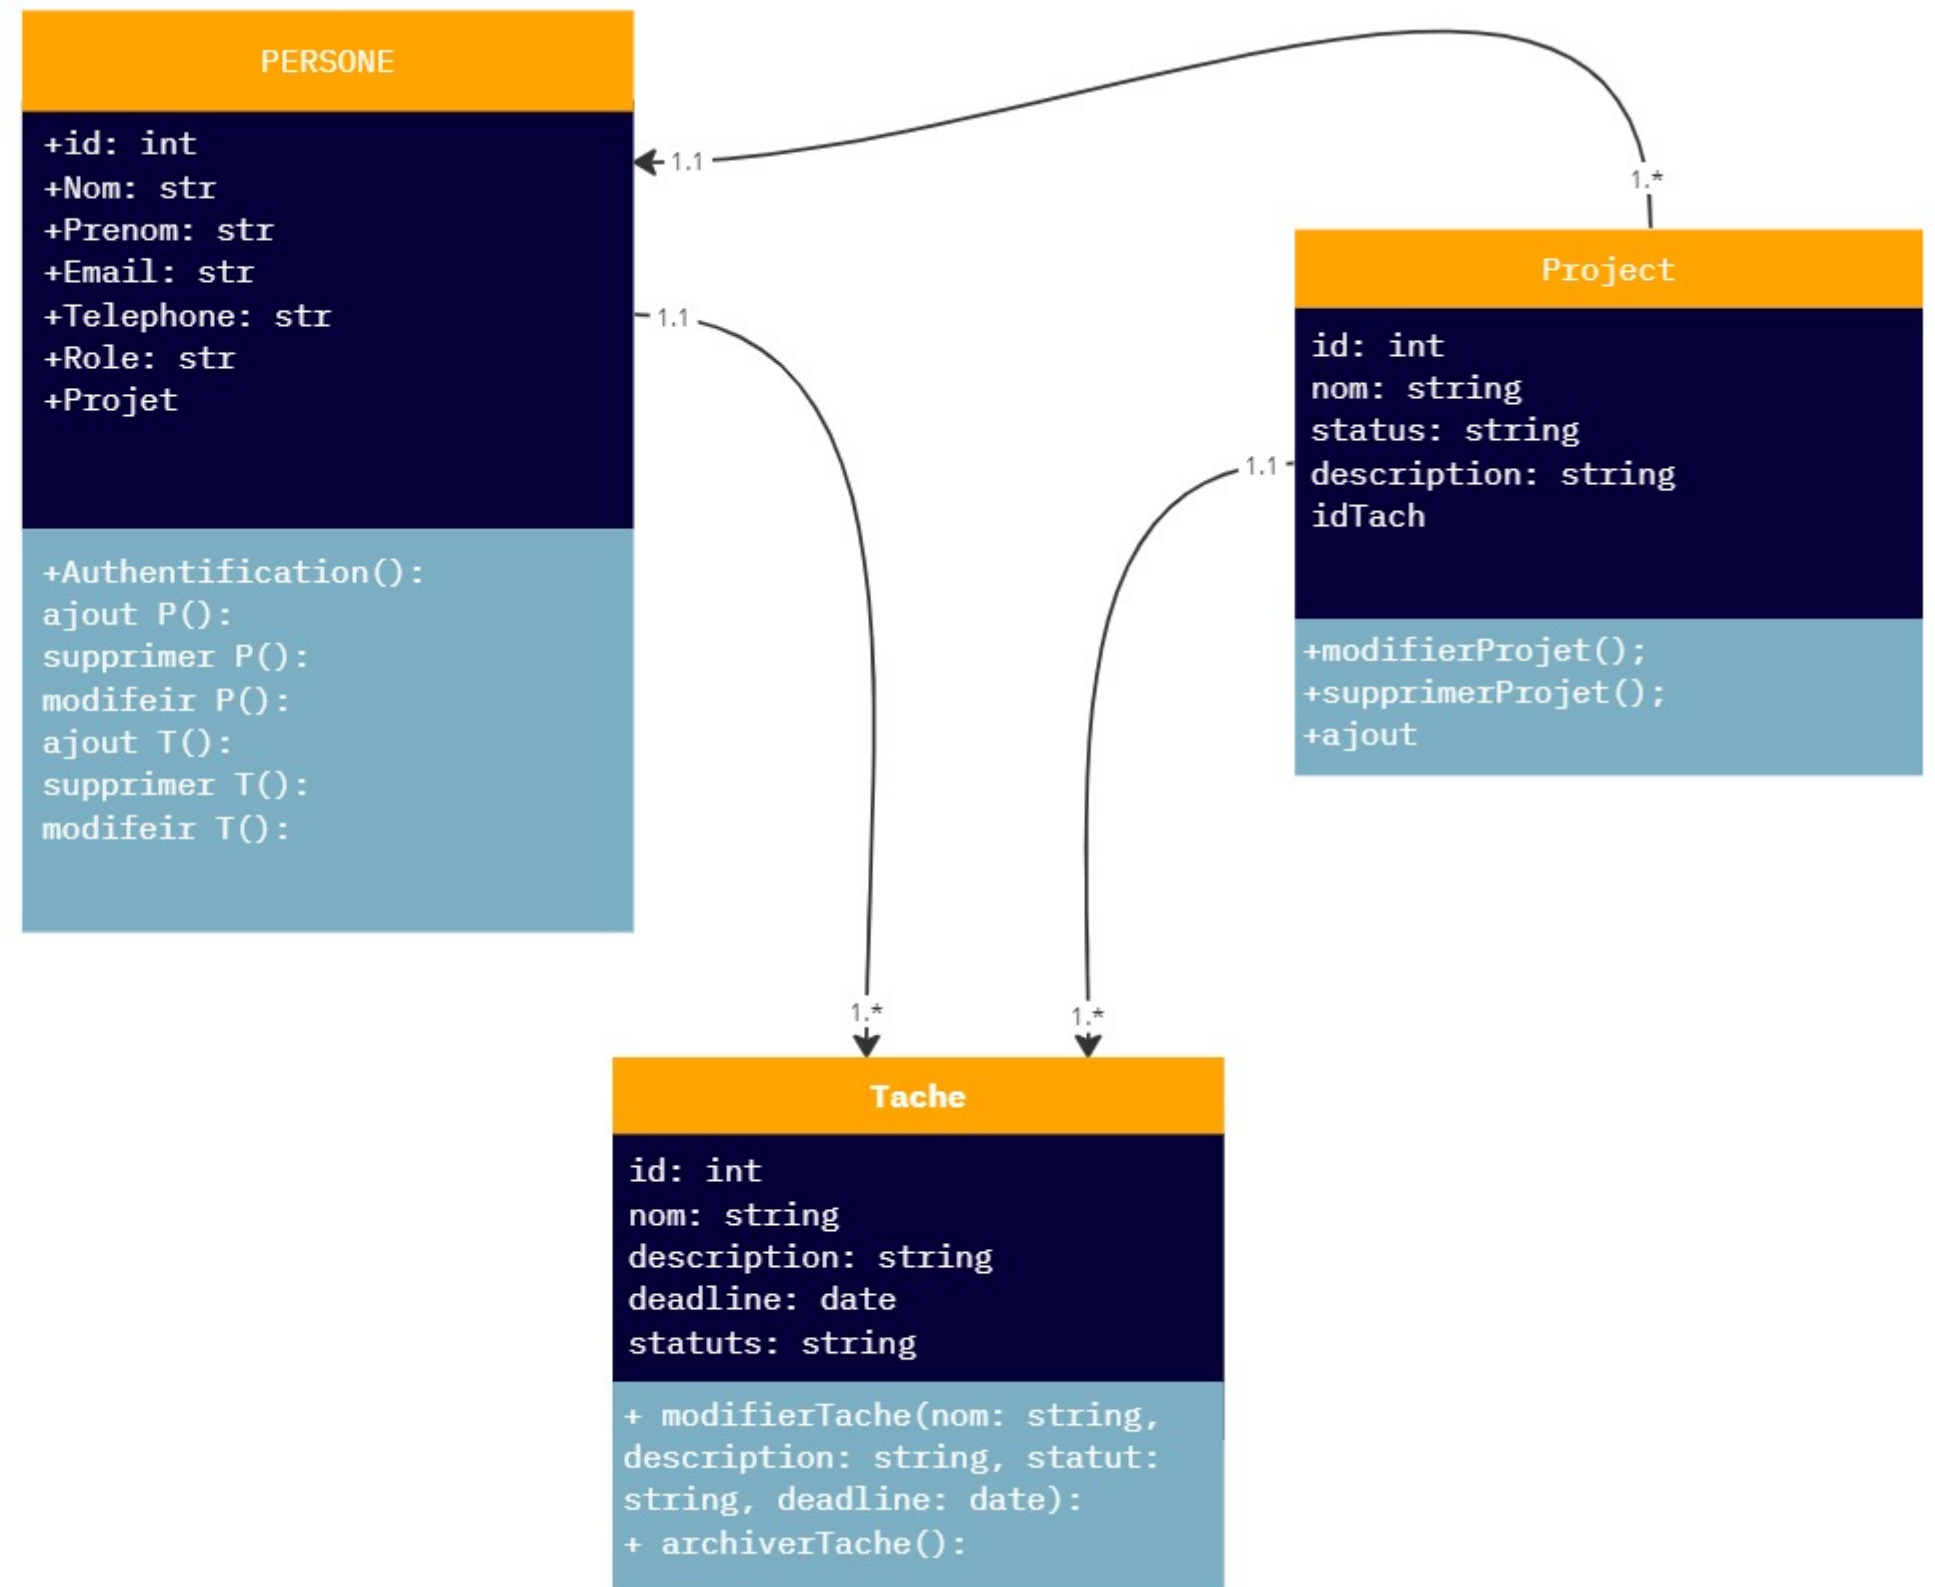 PERSONE
+id: int
+Nom: str
+Prenom: str
+Email: str
+Telephone: str
+Role: str
+Projet
+Authentification():
ajout P():
supprimer P():
modifeir P():
ajout T():
supprimer T():
modifeir T():
1.1
1.*
1.1
1.*
Project
id: int
nom: string
status: string
description: string
idTach
+modifierProjet();
+supprimerProjet();
+ajout
1.1
1.*
Tache
id: int
nom: string
description: string
deadline: date
statuts: string
+ modifierTache(nom: string,
description: string, statut:
string, deadline: date):
+ archiverTache():